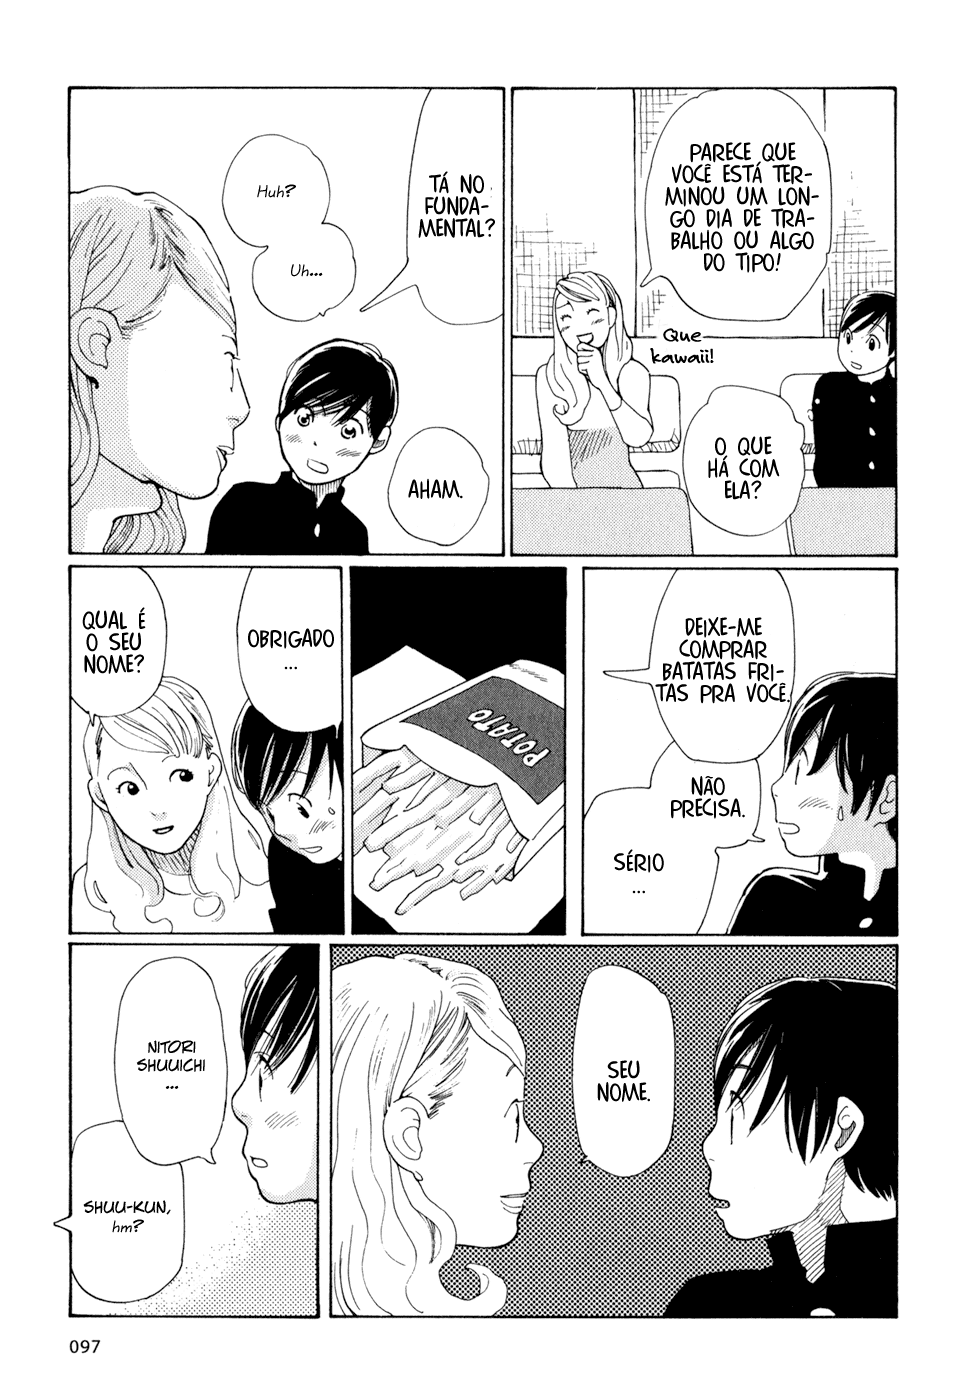 PARECE QUE
VOCÊ ESTÁ TER-
MINOU UM LON-
GO DIA DE TRA-
BALHO OU ALGO
DO TIPO!
Que
kawaii!
O QUE
HÁ COM
ELA?
TÁ NO
FUNDA-
MENTAL?
Huh?
Uh...
AHAM.
DEIXE-ME
COMPRAR
BATATAS FRI-
TAS PRA VOCÊ.
NÃO
PRECISA.
SÉRIO
...
POTATO
OBRIGADO
...
QUAL É
O SEU
NOME?
SEU
NOME.
NITORI
SHUUICHI
...
SHUU-KUN,
hm?
097